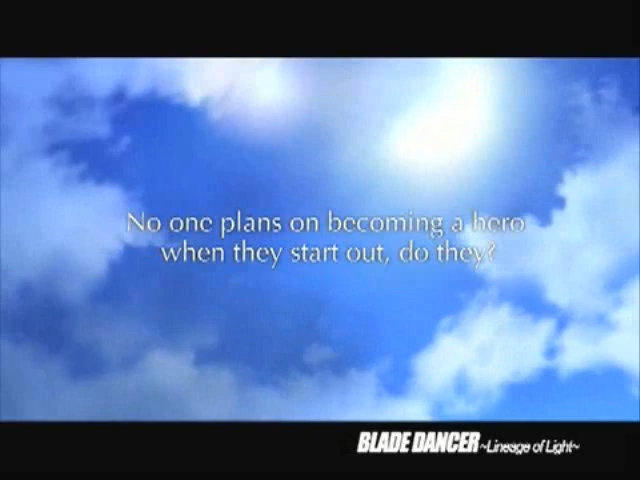 No one plans on becoming a hero
when they start out, do they?
BLADE DANCER ~Lineage of Light~